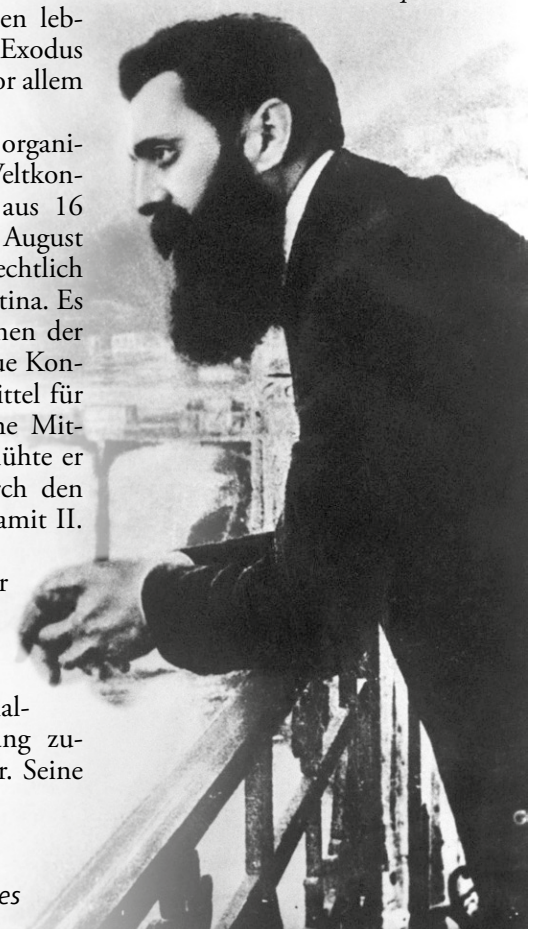 en leb-
Exodus
or allem
organi-
Veltkon-
aus 16
August
echtlich
tina. Es
nen der
ue Kon-
ittel für
ne Mit-
ühte er
rch den
amit II.
r
al-
ng zu-
r. Seine
es